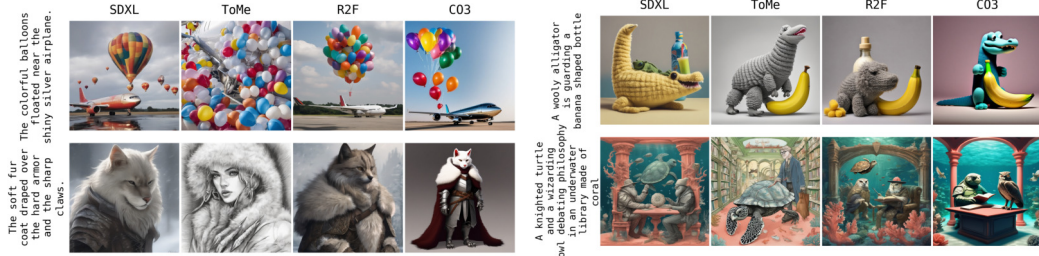 SDXL ToMe R2F CO3
The colorful balloons
floated near the
shiny silver airplane.
The soft fur
coat draped over
the hard armor
and the sharp
claws.
SDXL ToMe R2F CO3
A wooly alligator
is guarding a
banana shaped bottle
A knighted turtle
and a wizarding
owl debating philosophy
in an underwater
library made of
coral